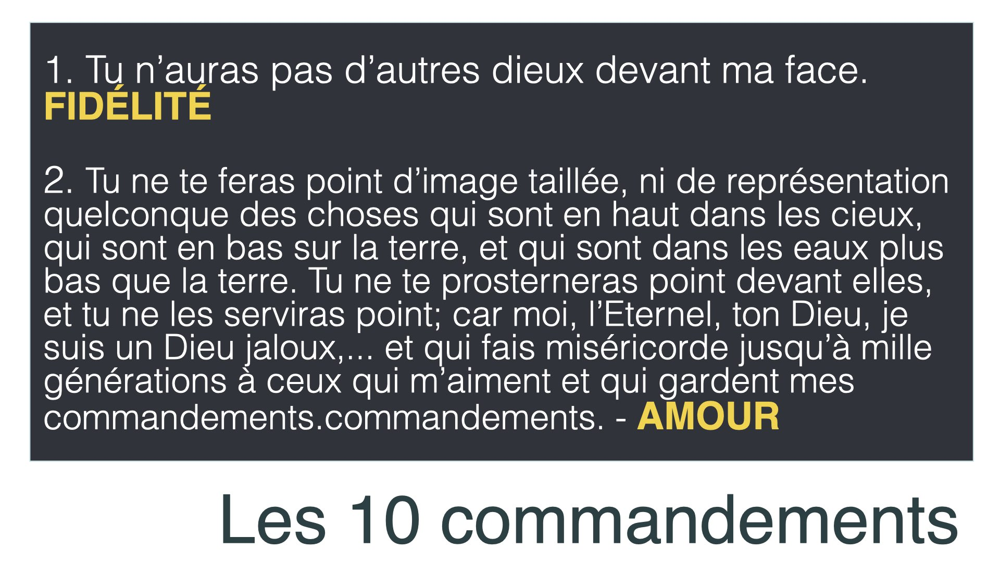 1. Tu n’auras pas d’autres dieux devant ma face.
FIDÉLITÉ
2. Tu ne te feras point d’image taillée, ni de représentation
quelconque des choses qui sont en haut dans les cieux,
qui sont en bas sur la terre, et qui sont dans les eaux plus
bas que la terre. Tu ne te prosterneras point devant elles,
et tu ne les serviras point; car moi, l’Eternel, ton Dieu, je
suis un Dieu jaloux,... et qui fais miséricorde jusqu’à mille
générations à ceux qui m’aiment et qui gardent mes
commandements.commandements. - AMOUR
Les 10 commandements